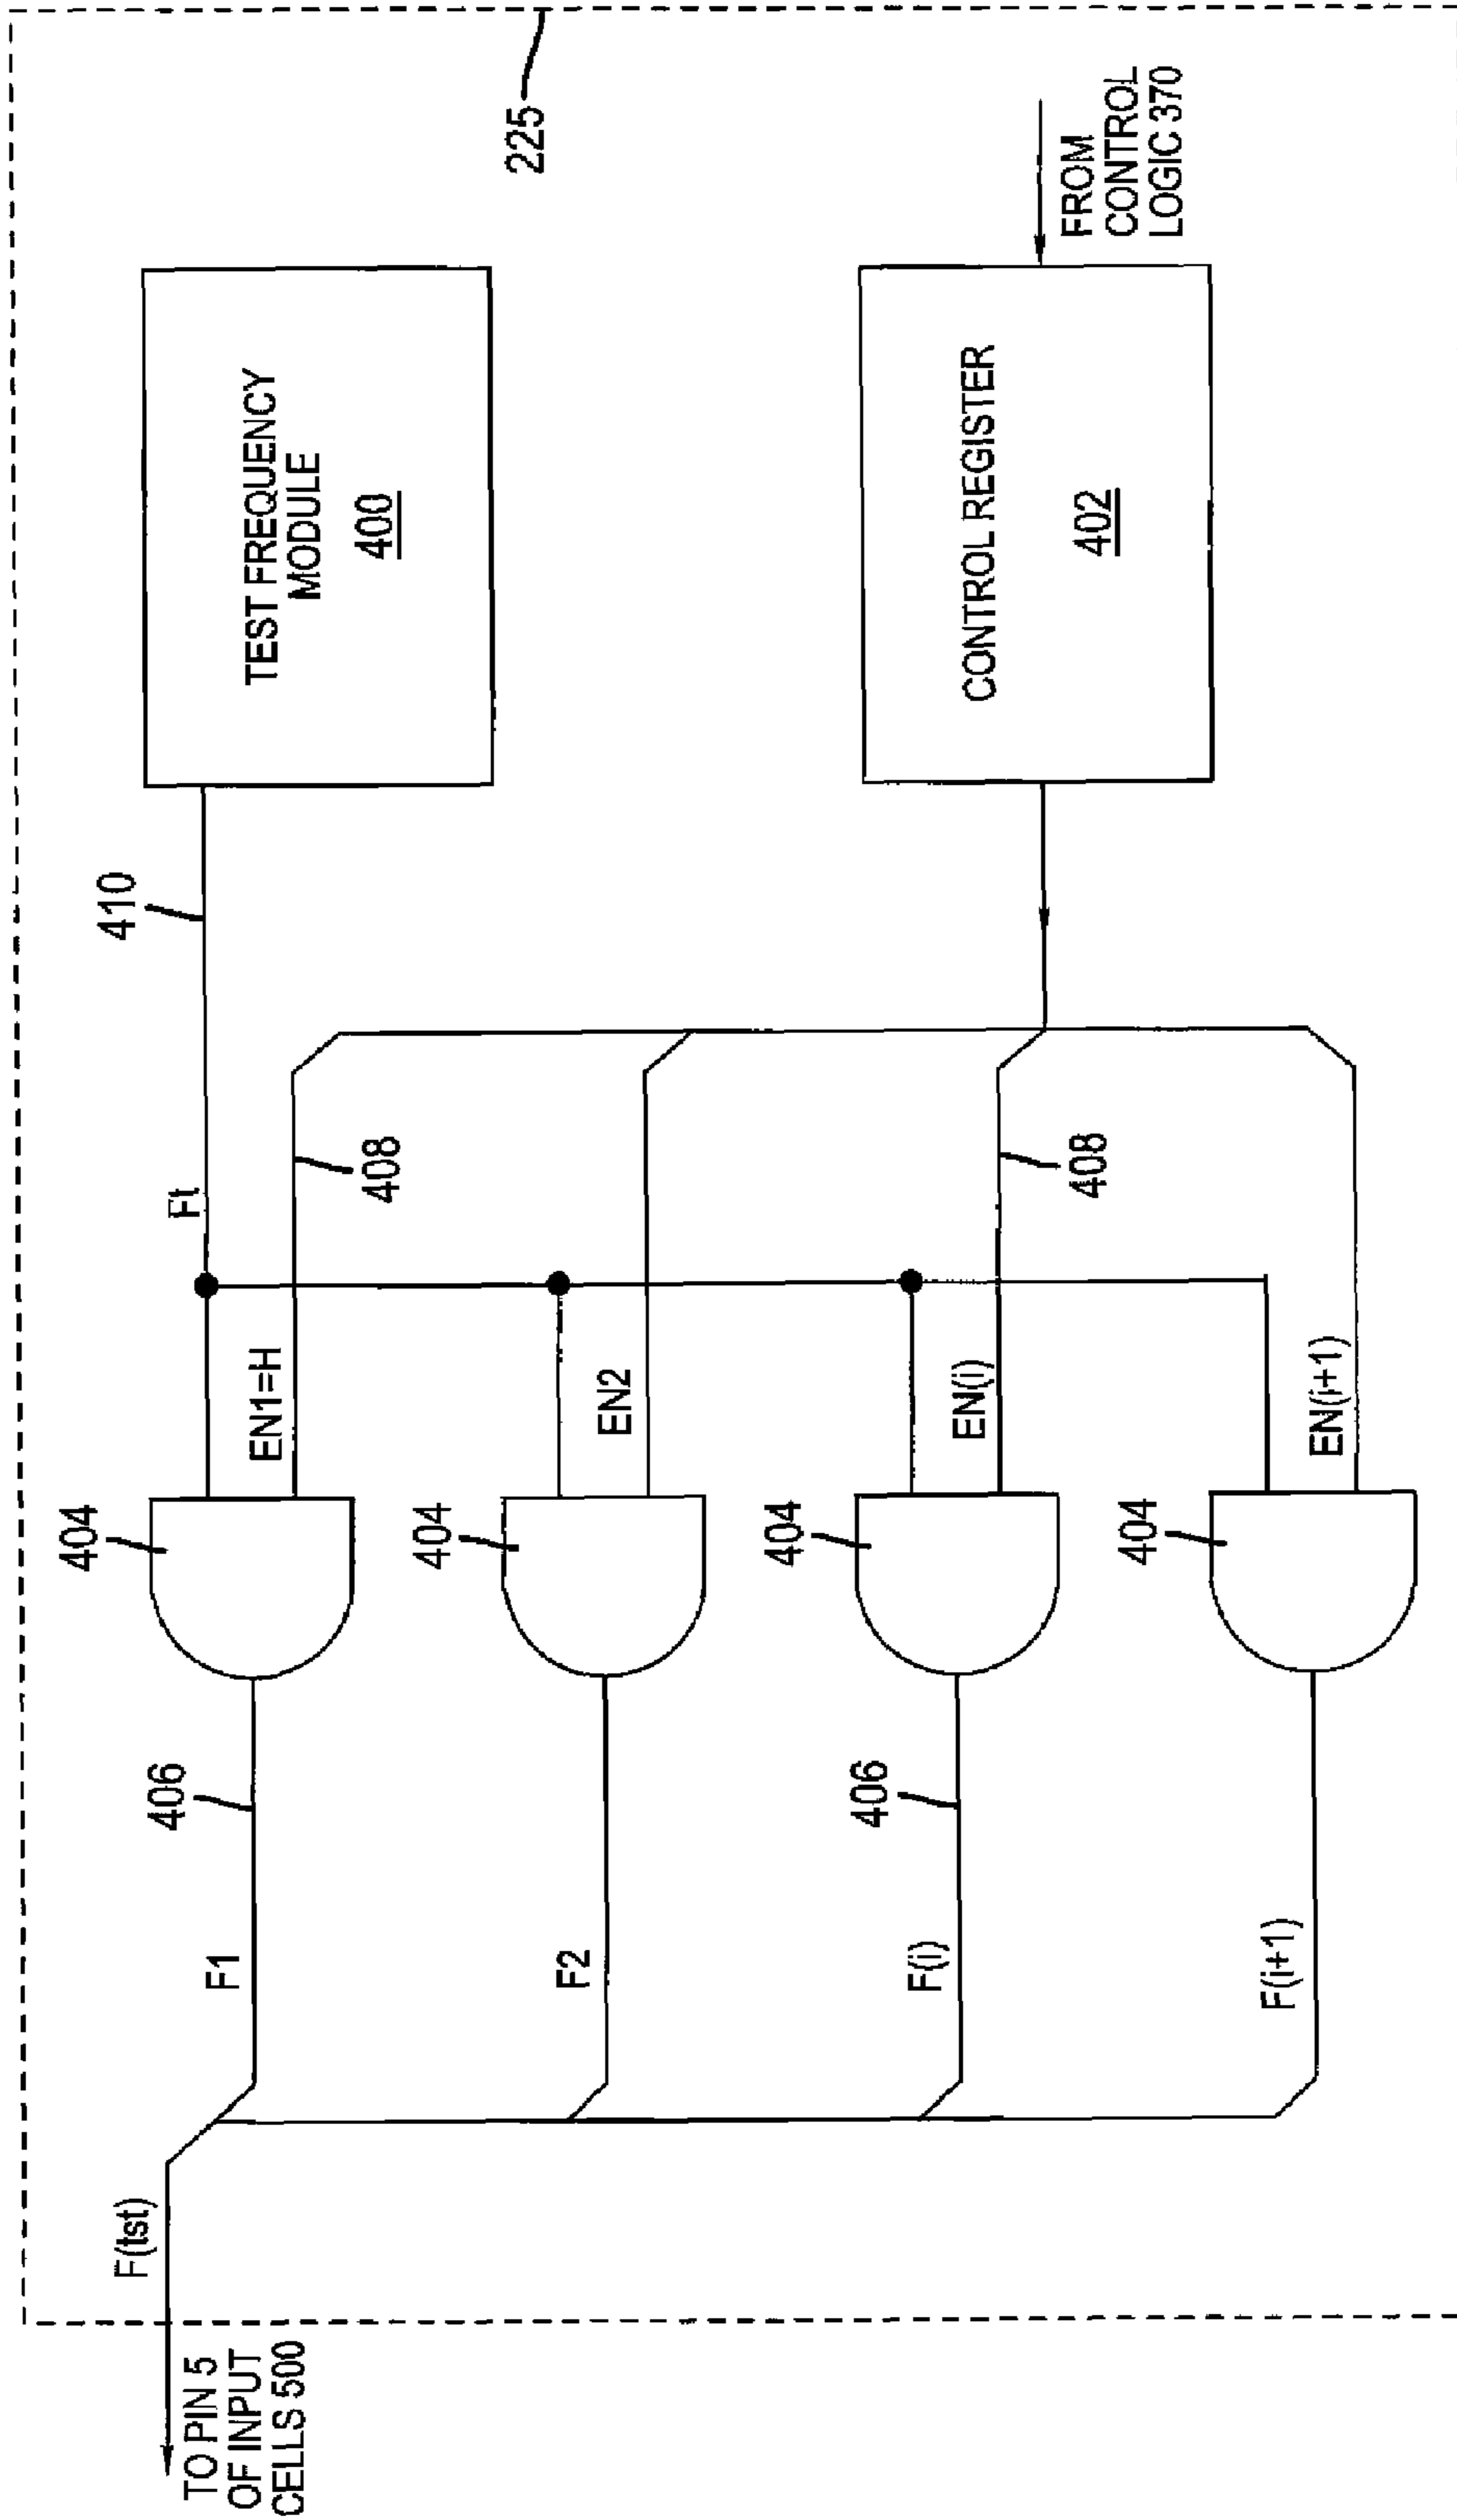 404
410
F(tst)
406
Ft
TO PIN 5
OF INPUT
CELLS 500
F1
EN1=H
408
TEST FREQUENCY
MODULE
400
404
225
F2
EN2
404
406
F(i)
EN(i)
408
CONTROL REGISTER
402
FROM
CONTROL
LOGIC 370
404
F(i+1)
EN(i+1)